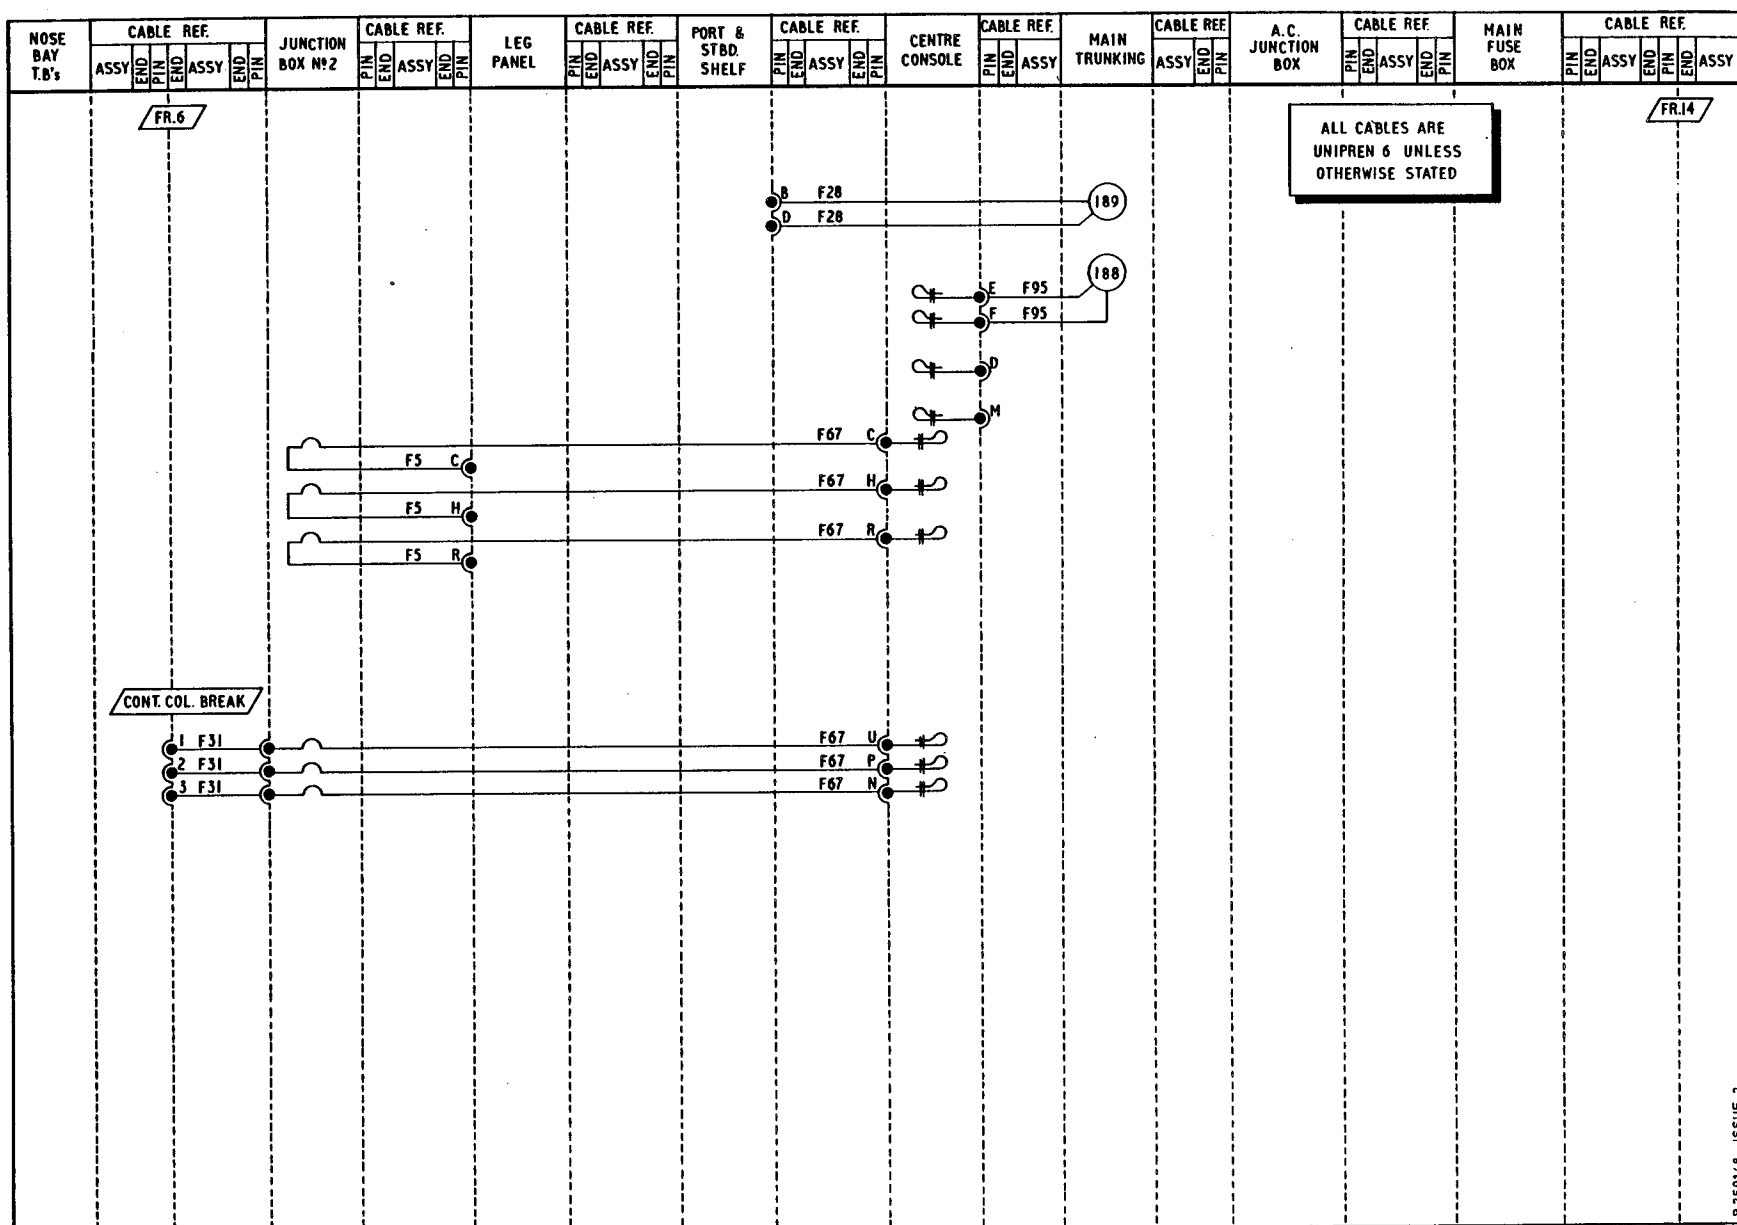 NOSE
BAY
T.B's
CABLE REF.
ASSY END PIN END ASSY END PIN
JUNCTION
BOX Nº2
CABLE REF.
PIN END ASSY END PIN
LEG
PANEL
CABLE REF.
PIN END ASSY END PIN
PORT &
STBD.
SHELF
CABLE REF.
PIN END ASSY END PIN
CENTRE
CONSOLE
CABLE REF.
PIN END ASSY
MAIN
TRUNKING
CABLE REF.
ASSY END PIN
A.C.
JUNCTION
BOX
CABLE REF.
PIN END ASSY END PIN
MAIN
FUSE
BOX
CABLE REF.
PIN END ASSY END PIN END ASSY
FR.6
FR.14
ALL CABLES ARE
UNIPREN 6 UNLESS
OTHERWISE STATED
B F28
189
D F28
188
E F95
F F95
D
M
F67 C
F5 C
F67 H
F5 H
F67 R
F5 R
CONT. COL. BREAK
1 F31 F67 U
2 F31 F67 P
3 F31 F67 N